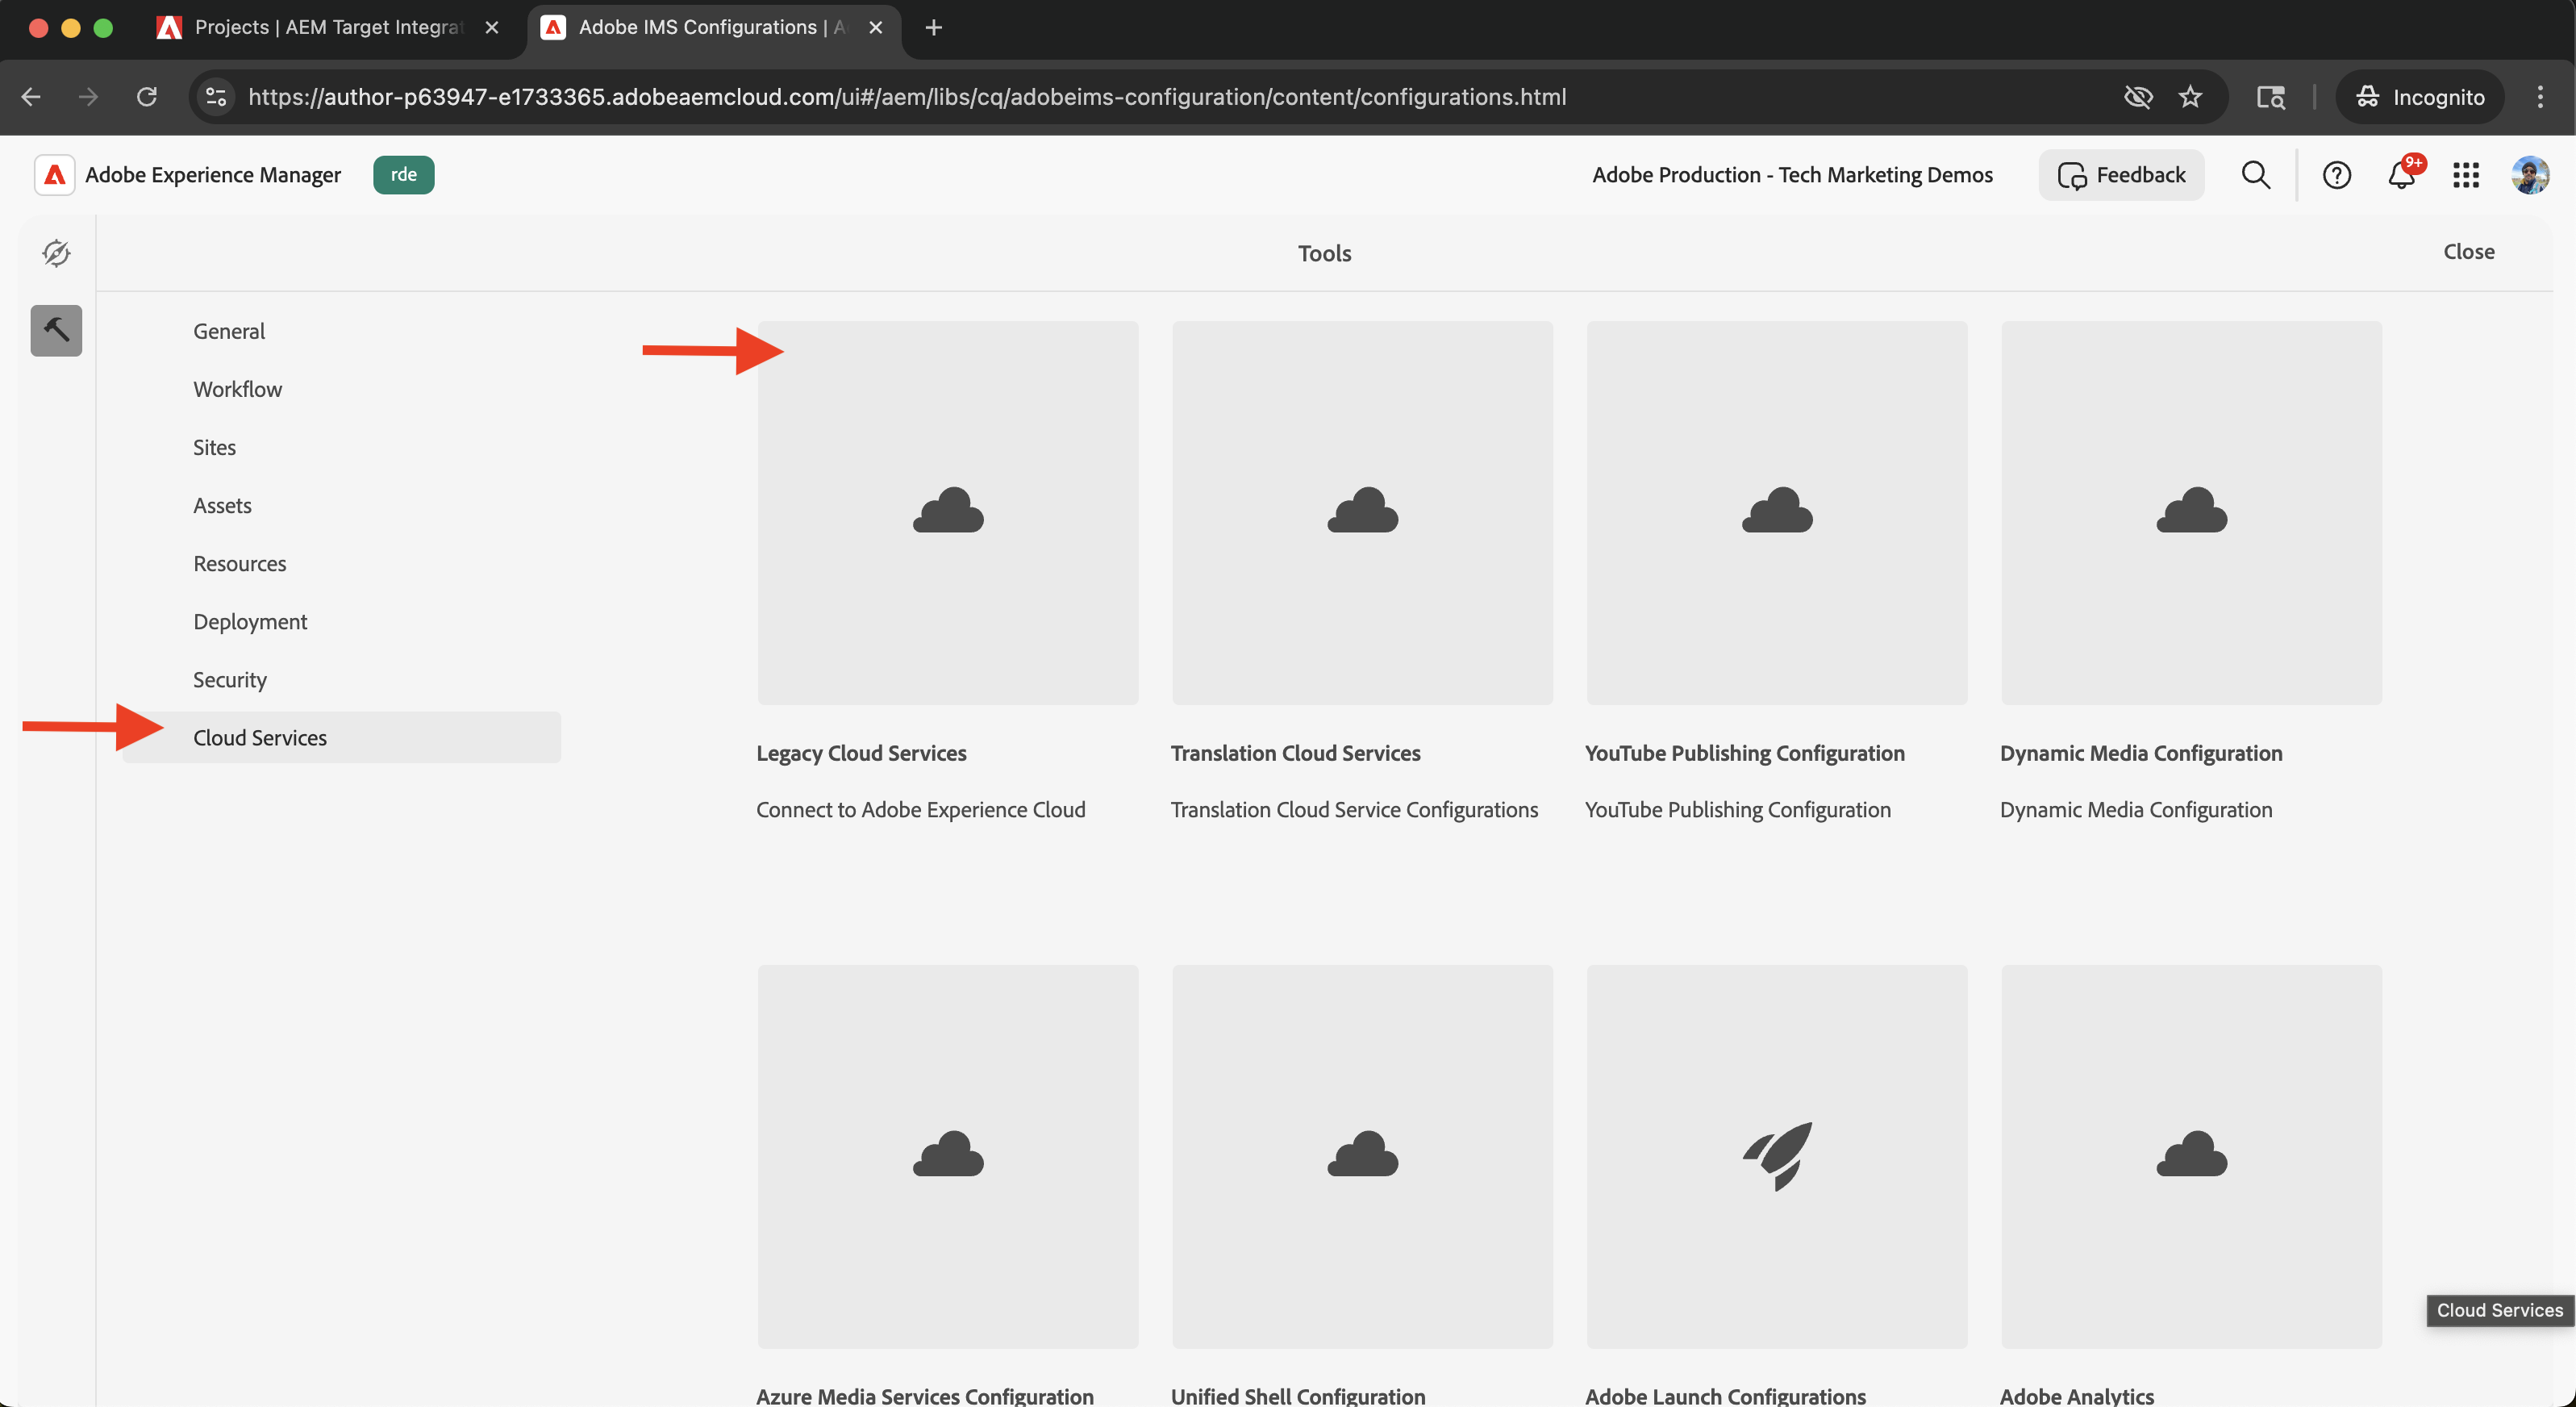 Projects | AEM Target Integrat
Adobe IMS Configurations | A
https://author-p63947-e1733365.adobeaemcloud.com/ui#/aem/libs/cq/adobeims-configuration/content/configurations.html
Incognito
Adobe Experience Manager
rde
Adobe Production - Tech Marketing Demos
Feedback
9+
Tools
Close
General
Workflow
Sites
Assets
Resources
Deployment
Security
Cloud Services
Legacy Cloud Services
Connect to Adobe Experience Cloud
Translation Cloud Services
Translation Cloud Service Configurations
YouTube Publishing Configuration
YouTube Publishing Configuration
Dynamic Media Configuration
Dynamic Media Configuration
Azure Media Services Configuration
Unified Shell Configuration
Adobe Launch Configurations
Adobe Analytics
Cloud Services